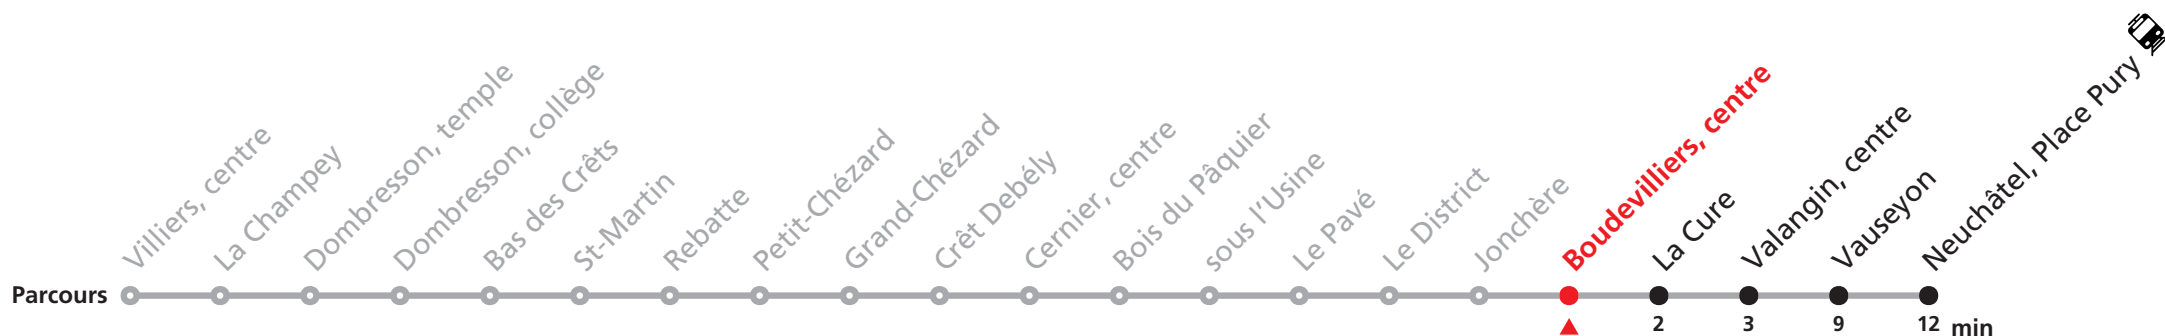 Villiers, centre
La Champey
Dombresson, temple
Dombresson, collège
Bas des Crêts
St-Martin
Rebatte
Petit-Chézard
Grand-Chézard
Crêt Debély
Cernier, centre
Bois du Pâquier
sous l'Usine
Le Pavé
Le District
Jonchère
Boudevilliers, centre
La Cure
Valangin, centre
Vauseyon
Neuchâtel, Place Pury
Parcours
2 3 9 12 min